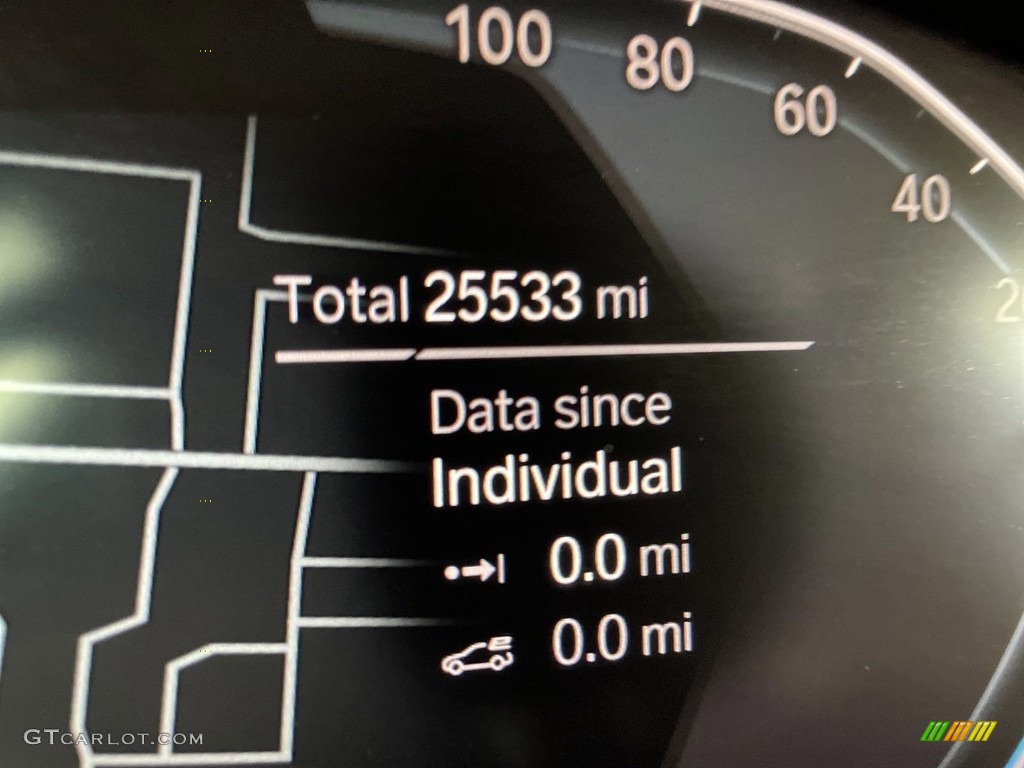 100
80
60
40
Total 25533 mi
Data since
Individual
0.0 mi
0.0 mi
GTCARLOT.COM